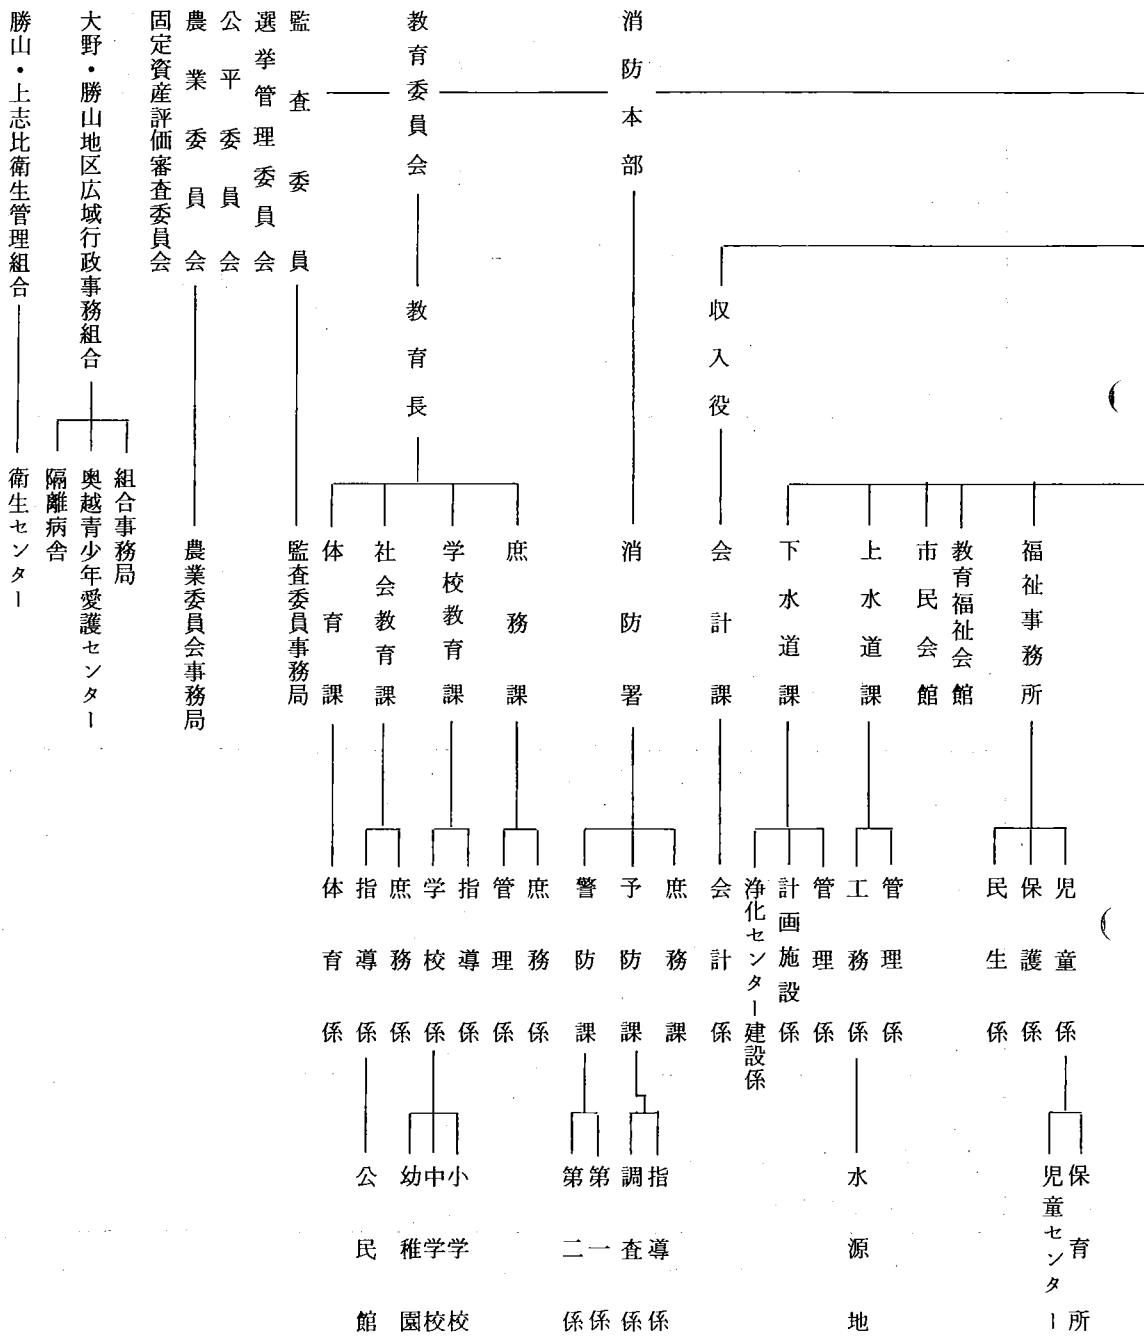 福祉事務所
教育福祉会館
市民会館
上水道課
下水道課
児童係
保護係
民生係
保育所
児童センター
管理係
工務係
水源地
管理係
計画施設係
浄化センター建設係
収入役
会計課
会計係
消防本部
消防署
庶務課
予防課
警防課
指導係
調査係
第一係
第二係
教育委員会
教育長
庶務課
学校教育課
社会教育課
体育課
庶務係
管理係
指導係
学校係
小学校
中学校
幼稚園
庶務係
指導係
公民館
体育係
監査委員
監査委員事務局
選挙管理委員会
公平委員会
農業委員会
農業委員会事務局
固定資産評価審査委員会
大野・勝山地区広域行政事務組合
組合事務局
奥越青少年愛護センター
隔離病舎
勝山・上志比衛生管理組合
衛生センター